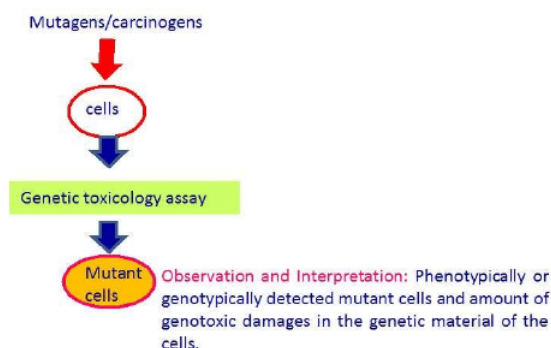 Mutagens/carcinogens
cells
Genetic toxicology assay
Mutant
cells
Observation and Interpretation: Phenotypically or
genotypically detected mutant cells and amount of
genotoxic damages in the genetic material of the
cells.